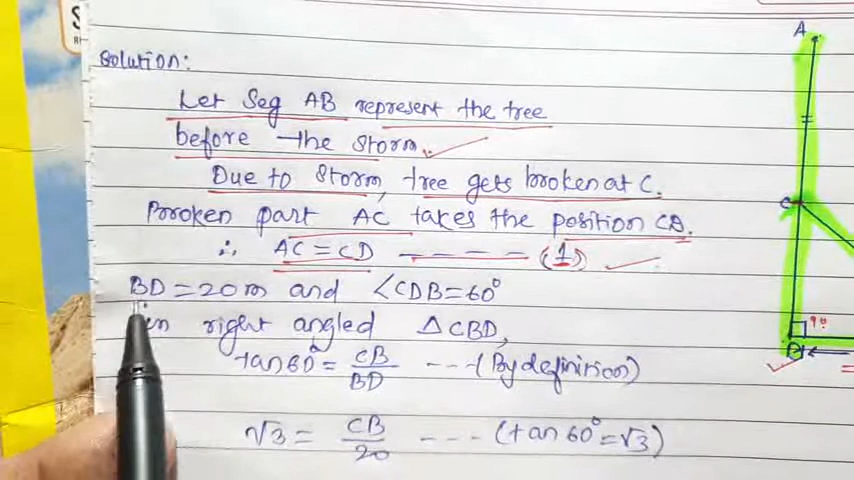 Solution:
Let Seg AB represent the tree
before the storm.
Due to storm, tree gets broken at C.
Broken part AC takes the position CD.
∴ AC = CD ---- (1)
BD = 20 m and ∠CDB = 60°
In right angled △CBD,
tan 60° = CB/BD --- (By definition)
√3 = CB/20 --- (tan 60° = √3)
A
C
90
B